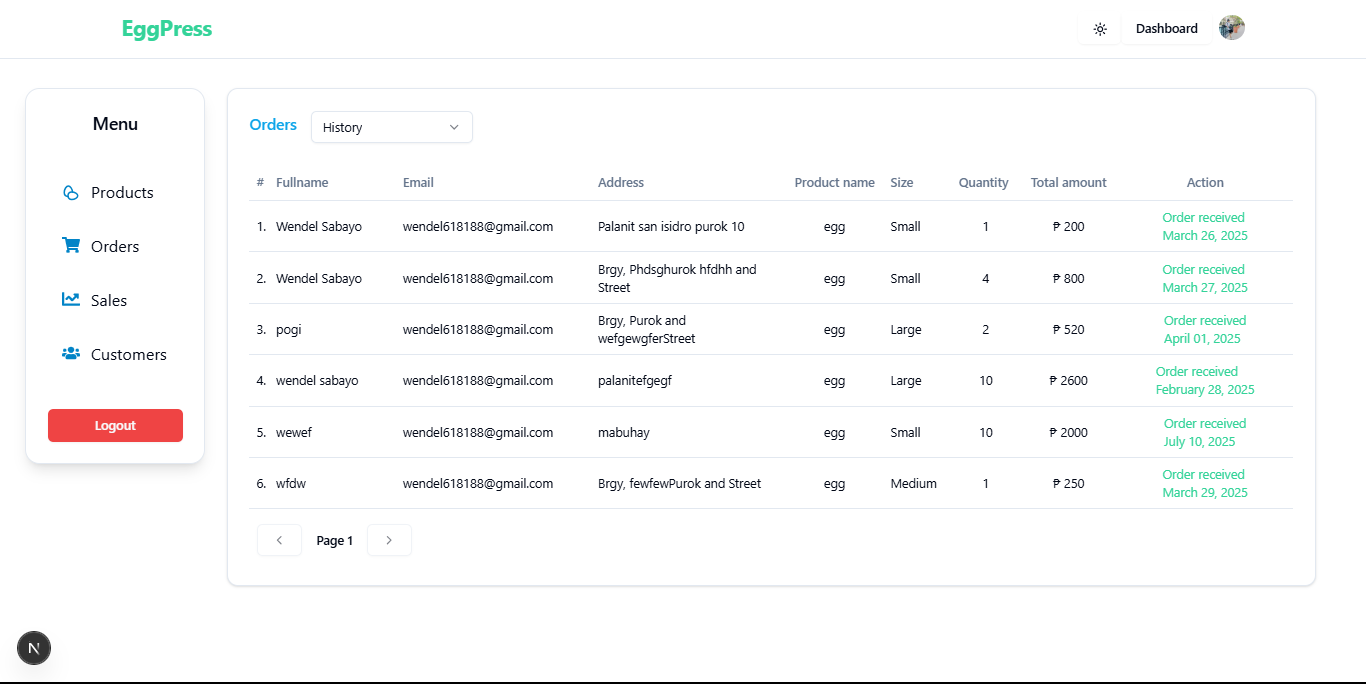 EggPress
Dashboard
Menu
Products
Orders
Sales
Customers
Logout
Orders History
# Fullname Email Address Product name Size Quantity Total amount Action
1. Wendel Sabayo wendel618188@gmail.com Palanit san isidro purok 10 egg Small 1 ₱ 200 Order received
March 26, 2025
2. Wendel Sabayo wendel618188@gmail.com Brgy, Phdsghurok hfdhh and
Street egg Small 4 ₱ 800 Order received
March 27, 2025
3. pogi wendel618188@gmail.com Brgy, Purok and
wefgewgferStreet egg Large 2 ₱ 520 Order received
April 01, 2025
4. wendel sabayo wendel618188@gmail.com palanitefgegf egg Large 10 ₱ 2600 Order received
February 28, 2025
5. wewef wendel618188@gmail.com mabuhay egg Small 10 ₱ 2000 Order received
July 10, 2025
6. wfdw wendel618188@gmail.com Brgy, fewfewPurok and Street egg Medium 1 ₱ 250 Order received
March 29, 2025
Page 1
N